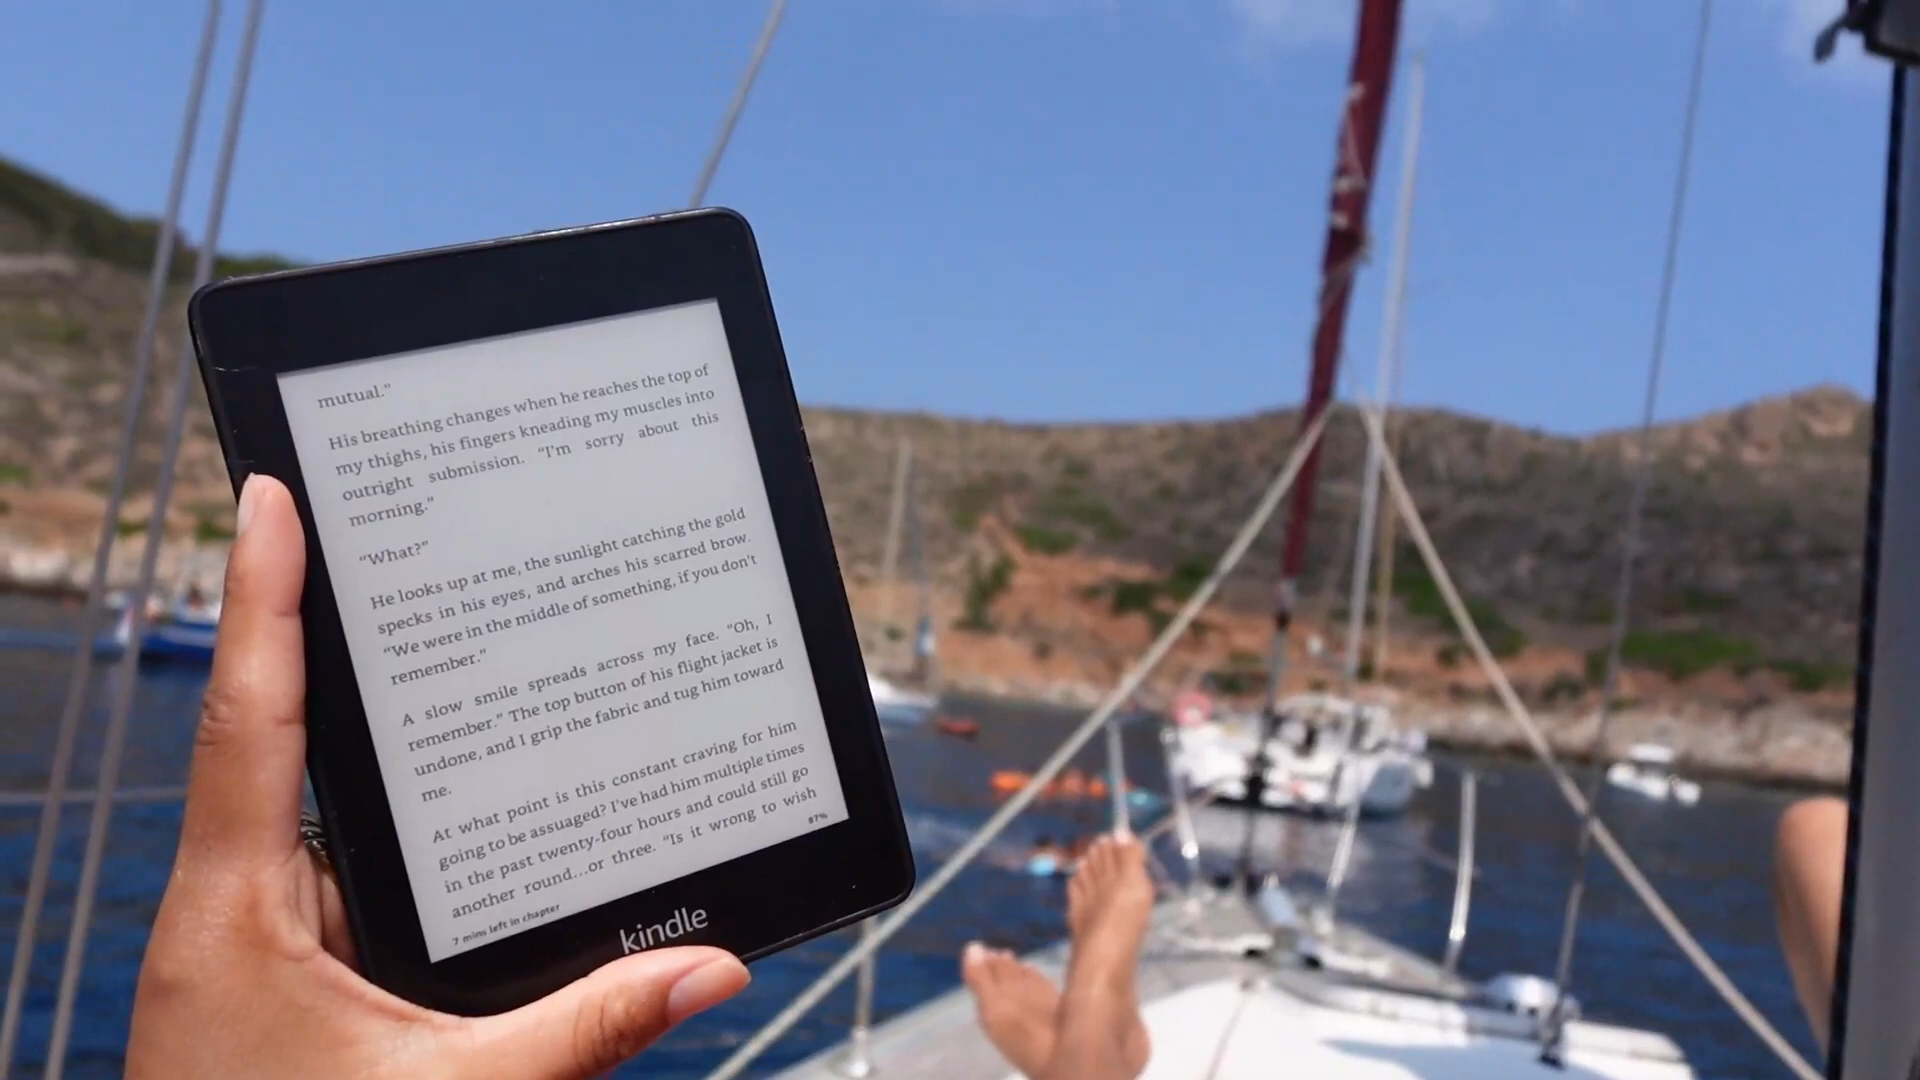 mutual.”
His breathing changes when he reaches the top of
my thighs, his fingers kneading my muscles into
outright submission. “I'm sorry about this
morning.”
“What?”
He looks up at me, the sunlight catching the gold
specks in his eyes, and arches his scarred brow.
“We were in the middle of something, if you don't
remember.”
A slow smile spreads across my face. “Oh, I
remember.” The top button of his flight jacket is
undone, and I grip the fabric and tug him toward
me.
At what point is this constant craving for him
going to be assuaged? I've had him multiple times
in the past twenty-four hours and could still go
another round...or three. “Is it wrong to wish
7 mins left in chapter
87%
kindle